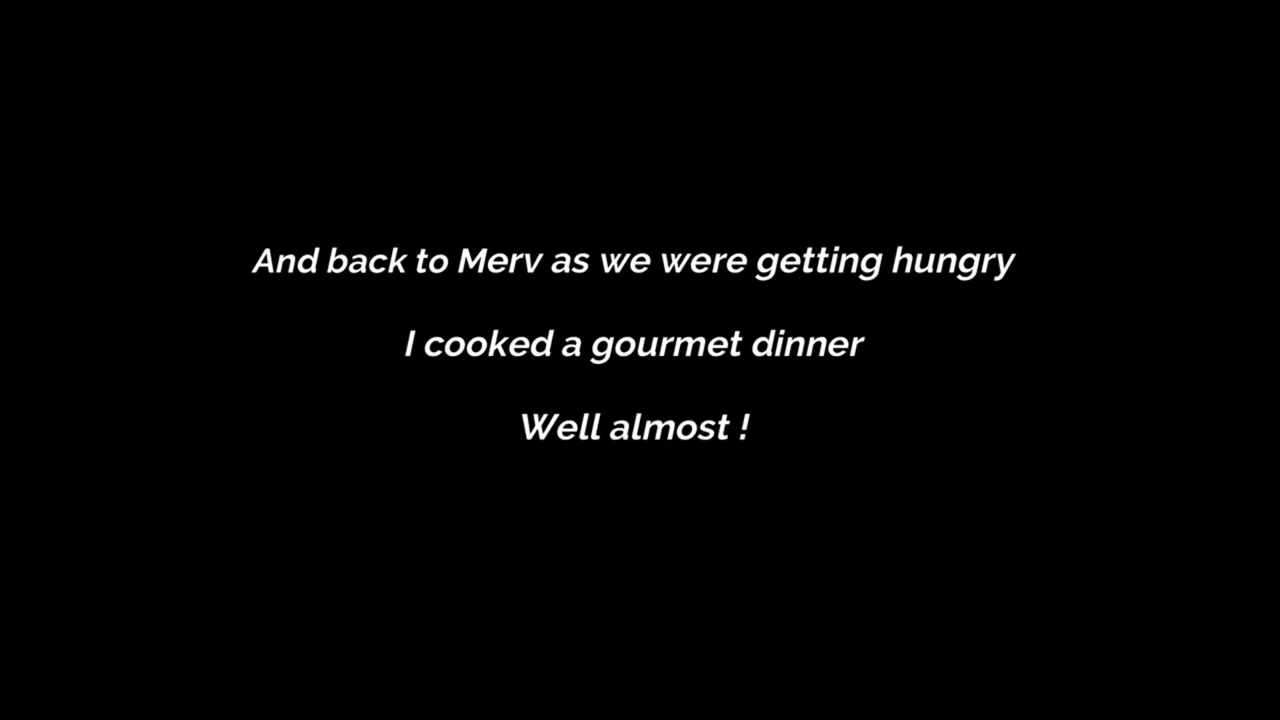 And back to Merv as we were getting hungry
I cooked a gourmet dinner
Well almost !